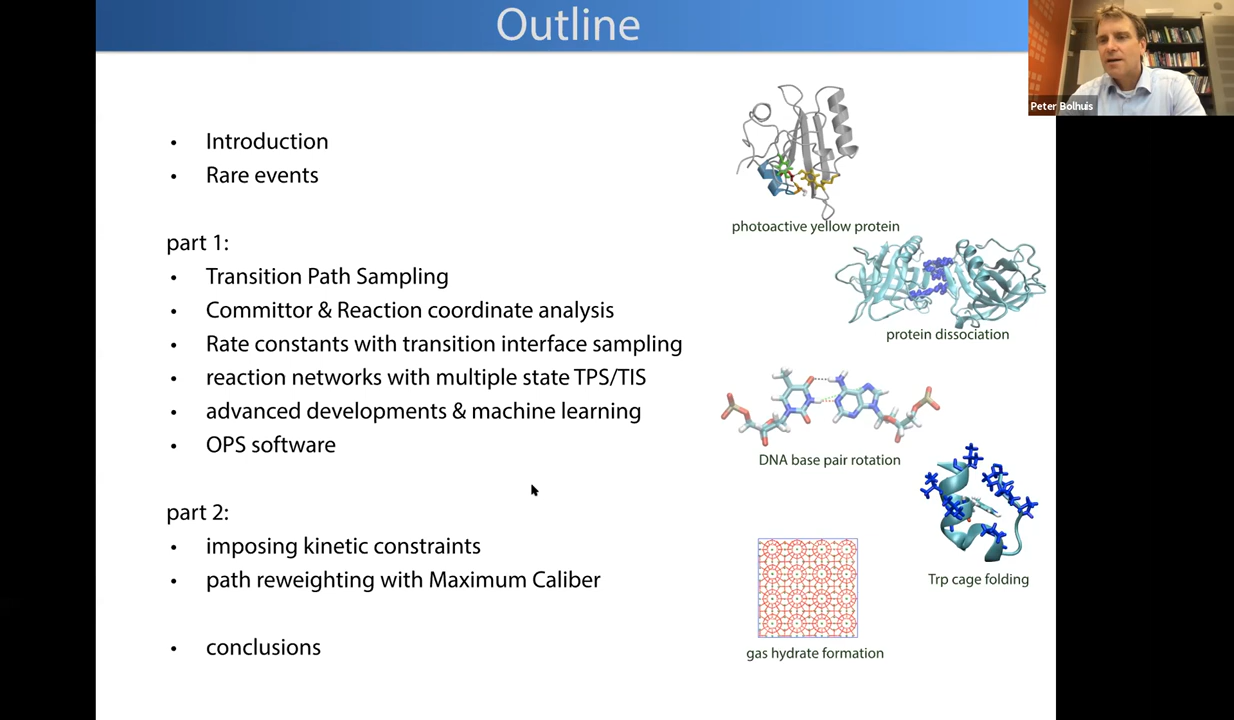 Outline
Peter Bolhuis
• Introduction
• Rare events
part 1:
• Transition Path Sampling
• Committor & Reaction coordinate analysis
• Rate constants with transition interface sampling
• reaction networks with multiple state TPS/TIS
• advanced developments & machine learning
• OPS software
part 2:
• imposing kinetic constraints
• path reweighting with Maximum Caliber
• conclusions
photoactive yellow protein
protein dissociation
DNA base pair rotation
Trp cage folding
gas hydrate formation